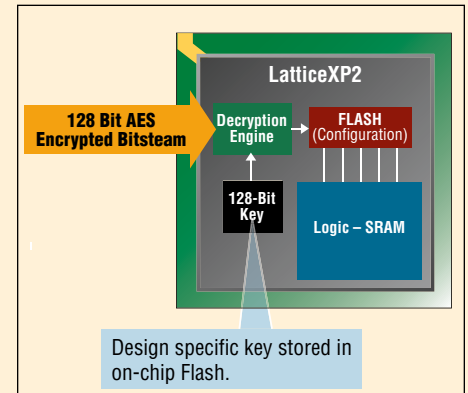 LatticeXP2
128 Bit AES
Encrypted Bitsteam
Decryption
Engine
FLASH
(Configuration)
128-Bit
Key
Logic – SRAM
Design specific key stored in
on-chip Flash.